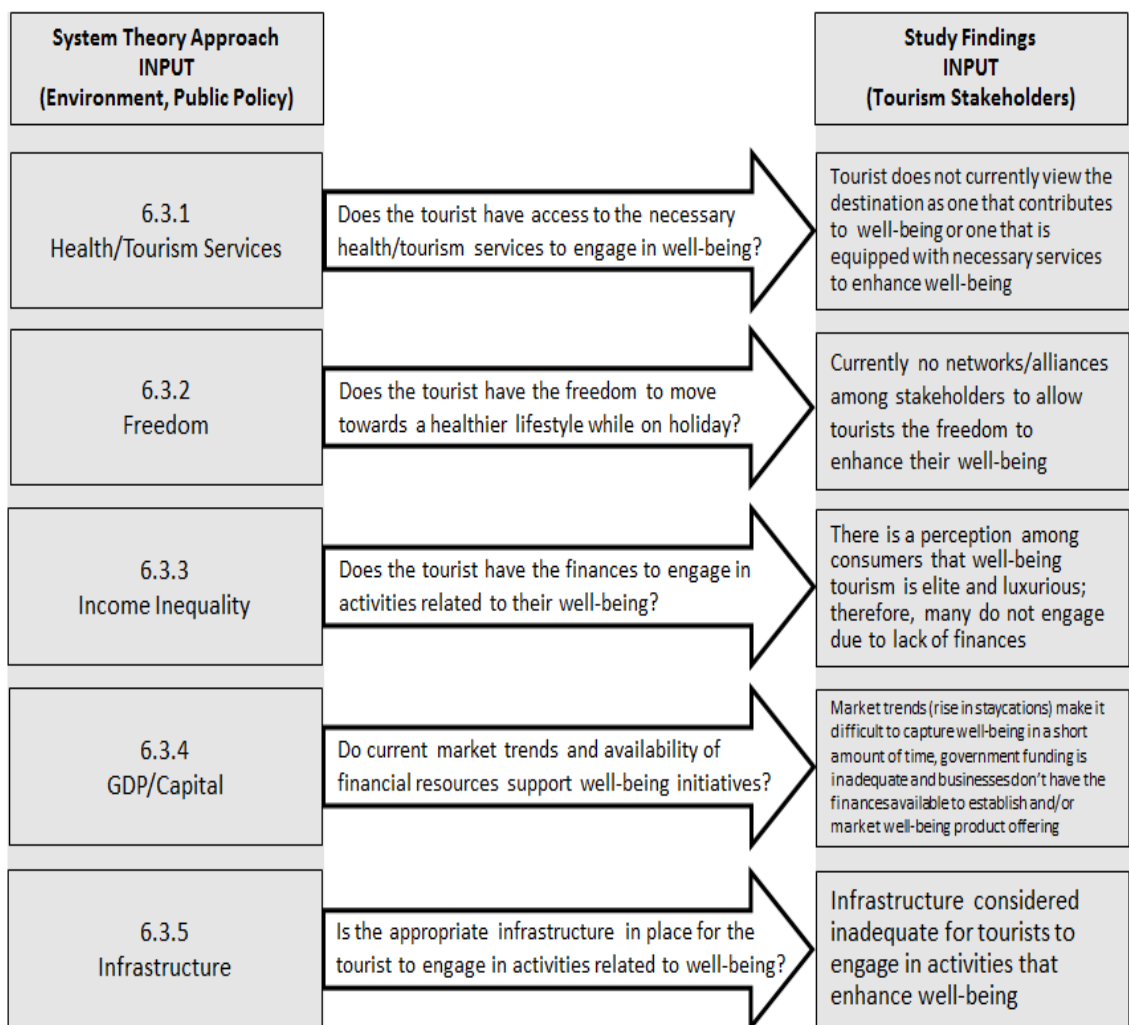 System Theory Approach
INPUT
(Environment, Public Policy)
Study Findings
INPUT
(Tourism Stakeholders)
6.3.1
Health/Tourism Services
Does the tourist have access to the necessary
health/tourism services to engage in well-being?
Tourist does not currently view the
destination as one that contributes
to well-being or one that is
equipped with necessary services
to enhance well-being
6.3.2
Freedom
Does the tourist have the freedom to move
towards a healthier lifestyle while on holiday?
Currently no networks/alliances
among stakeholders to allow
tourists the freedom to
enhance their well-being
6.3.3
Income Inequality
Does the tourist have the finances to engage in
activities related to their well-being?
There is a perception among
consumers that well-being
tourism is elite and luxurious;
therefore, many do not engage
due to lack of finances
6.3.4
GDP/Capital
Do current market trends and availability of
financial resources support well-being initiatives?
Market trends (rise in staycations) make it
difficult to capture well-being in a short
amount of time, government funding is
inadequate and businesses don't have the
finances available to establish and/or
market well-being product offering
6.3.5
Infrastructure
Is the appropriate infrastructure in place for the
tourist to engage in activities related to well-being?
Infrastructure considered
inadequate for tourists to
engage in activities that
enhance well-being